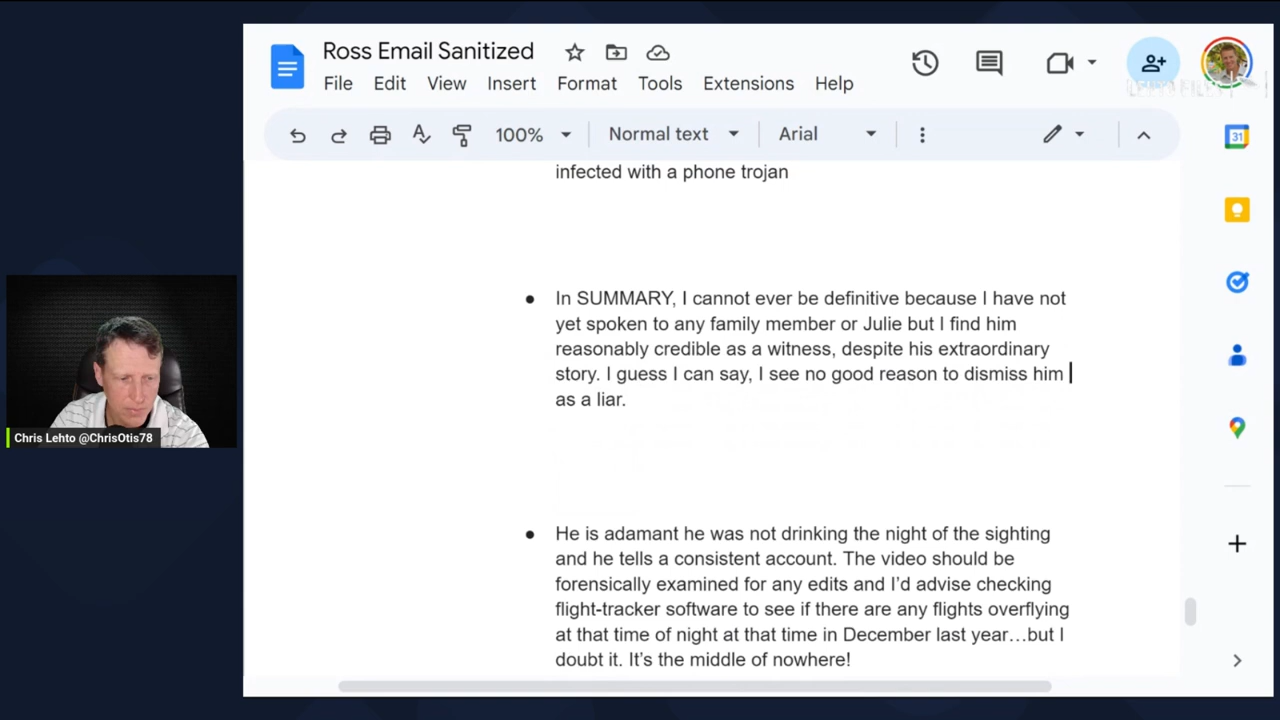 Ross Email Sanitized
File Edit View Insert Format Tools Extensions Help
100% Normal text Arial
31
infected with a phone trojan
● In SUMMARY, I cannot ever be definitive because I have not
yet spoken to any family member or Julie but I find him
reasonably credible as a witness, despite his extraordinary
story. I guess I can say, I see no good reason to dismiss him
as a liar.
● He is adamant he was not drinking the night of the sighting
and he tells a consistent account. The video should be
forensically examined for any edits and I’d advise checking
flight-tracker software to see if there are any flights overflying
at that time of night at that time in December last year…but I
doubt it. It’s the middle of nowhere!
Chris Lehto @ChrisOtis78